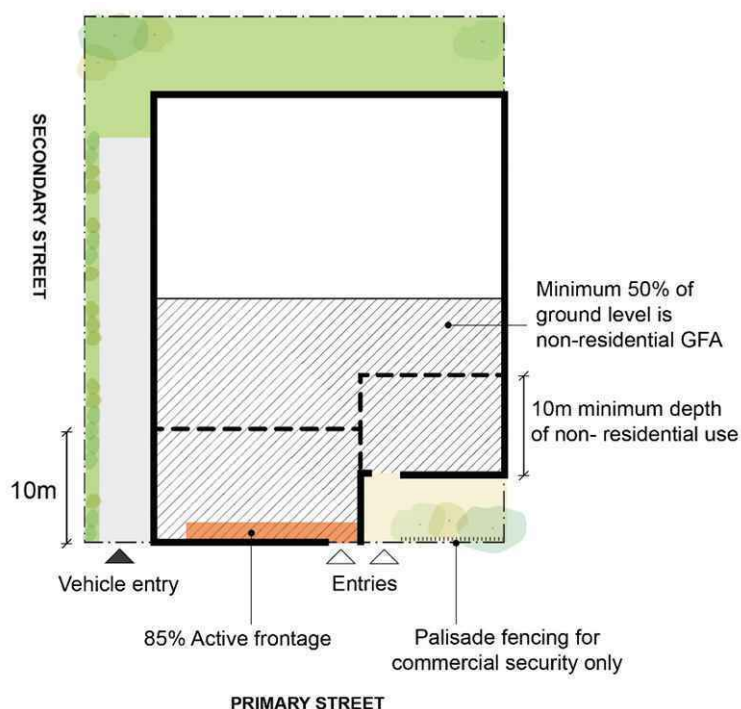 SECONDARY STREET
Minimum 50% of
ground level is
non-residential GFA
10m minimum depth
of non- residential use
10m
Vehicle entry
Entries
85% Active frontage
Palisade fencing for
commercial security only
PRIMARY STREET